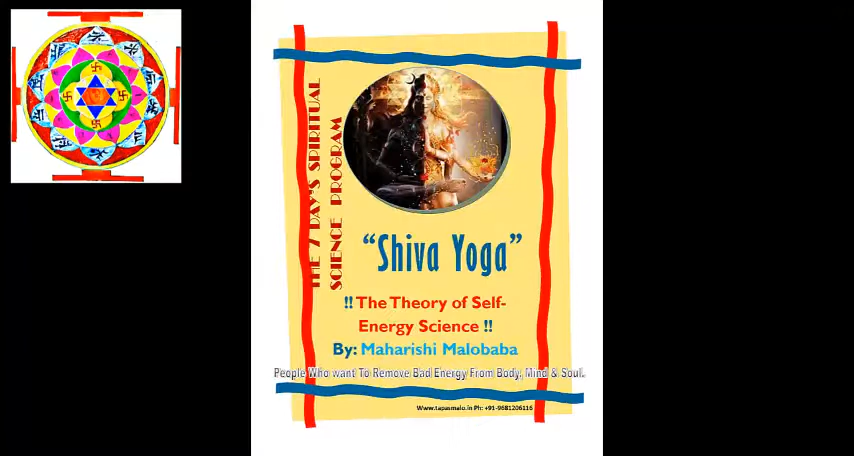 THE 7 DAY'S SPIRITUAL
SCIENCE PROGRAM
“Shiva Yoga”
!! The Theory of Self-
Energy Science !!
By: Maharishi Malobaba
People Who want To Remove Bad Energy From Body, Mind & Soul.
Www.tapasmalo.in Ph: +91-9681206116